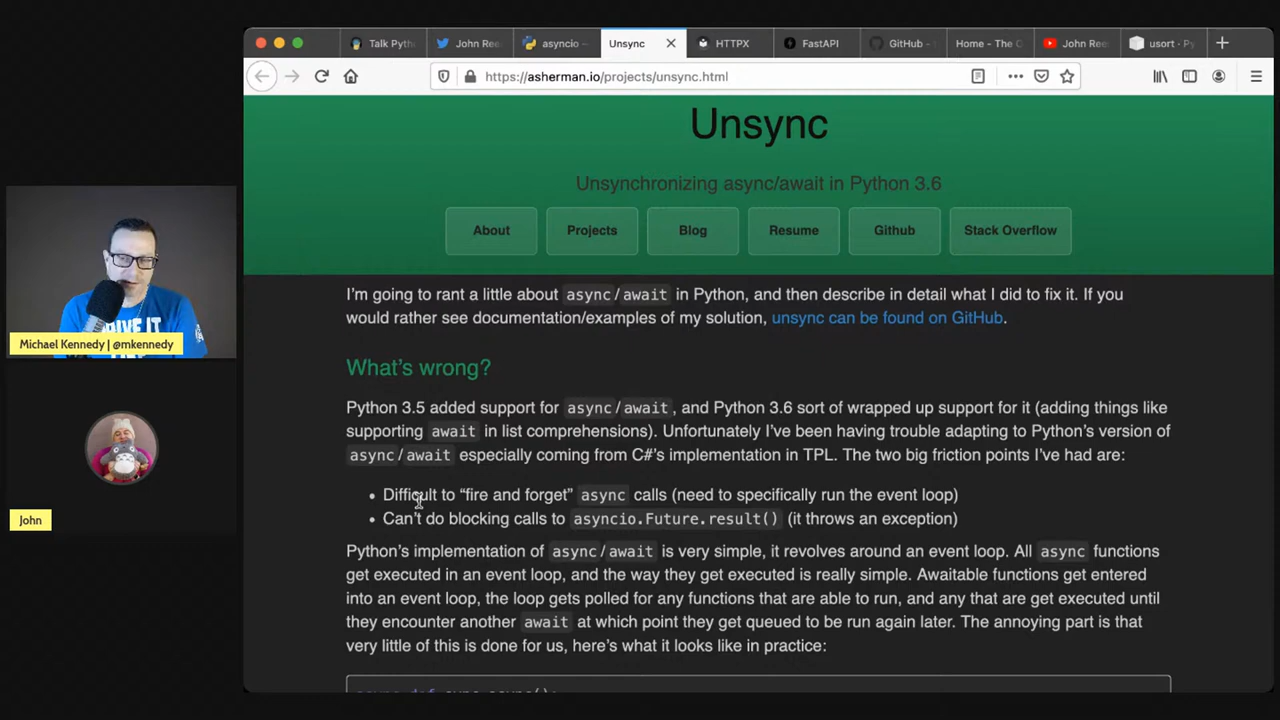 Talk Pyth
John Ree
asyncio —
Unsync
HTTPX
FastAPI
GitHub -
Home - The C
John Ree
usort · Py
https://asherman.io/projects/unsync.html
Unsync
Unsynchronizing async/await in Python 3.6
About
Projects
Blog
Resume
Github
Stack Overflow
I'm going to rant a little about async/await in Python, and then describe in detail what I did to fix it. If you
would rather see documentation/examples of my solution, unsync can be found on GitHub.
What's wrong?
Python 3.5 added support for async/await, and Python 3.6 sort of wrapped up support for it (adding things like
supporting await in list comprehensions). Unfortunately I've been having trouble adapting to Python's version of
async/await especially coming from C#'s implementation in TPL. The two big friction points I've had are:
• Difficult to “fire and forget” async calls (need to specifically run the event loop)
• Can't do blocking calls to asyncio.Future.result() (it throws an exception)
Python's implementation of async/await is very simple, it revolves around an event loop. All async functions
get executed in an event loop, and the way they get executed is really simple. Awaitable functions get entered
into an event loop, the loop gets polled for any functions that are able to run, and any that are get executed until
they encounter another await at which point they get queued to be run again later. The annoying part is that
very little of this is done for us, here's what it looks like in practice:
Michael Kennedy | @mkennedy
John